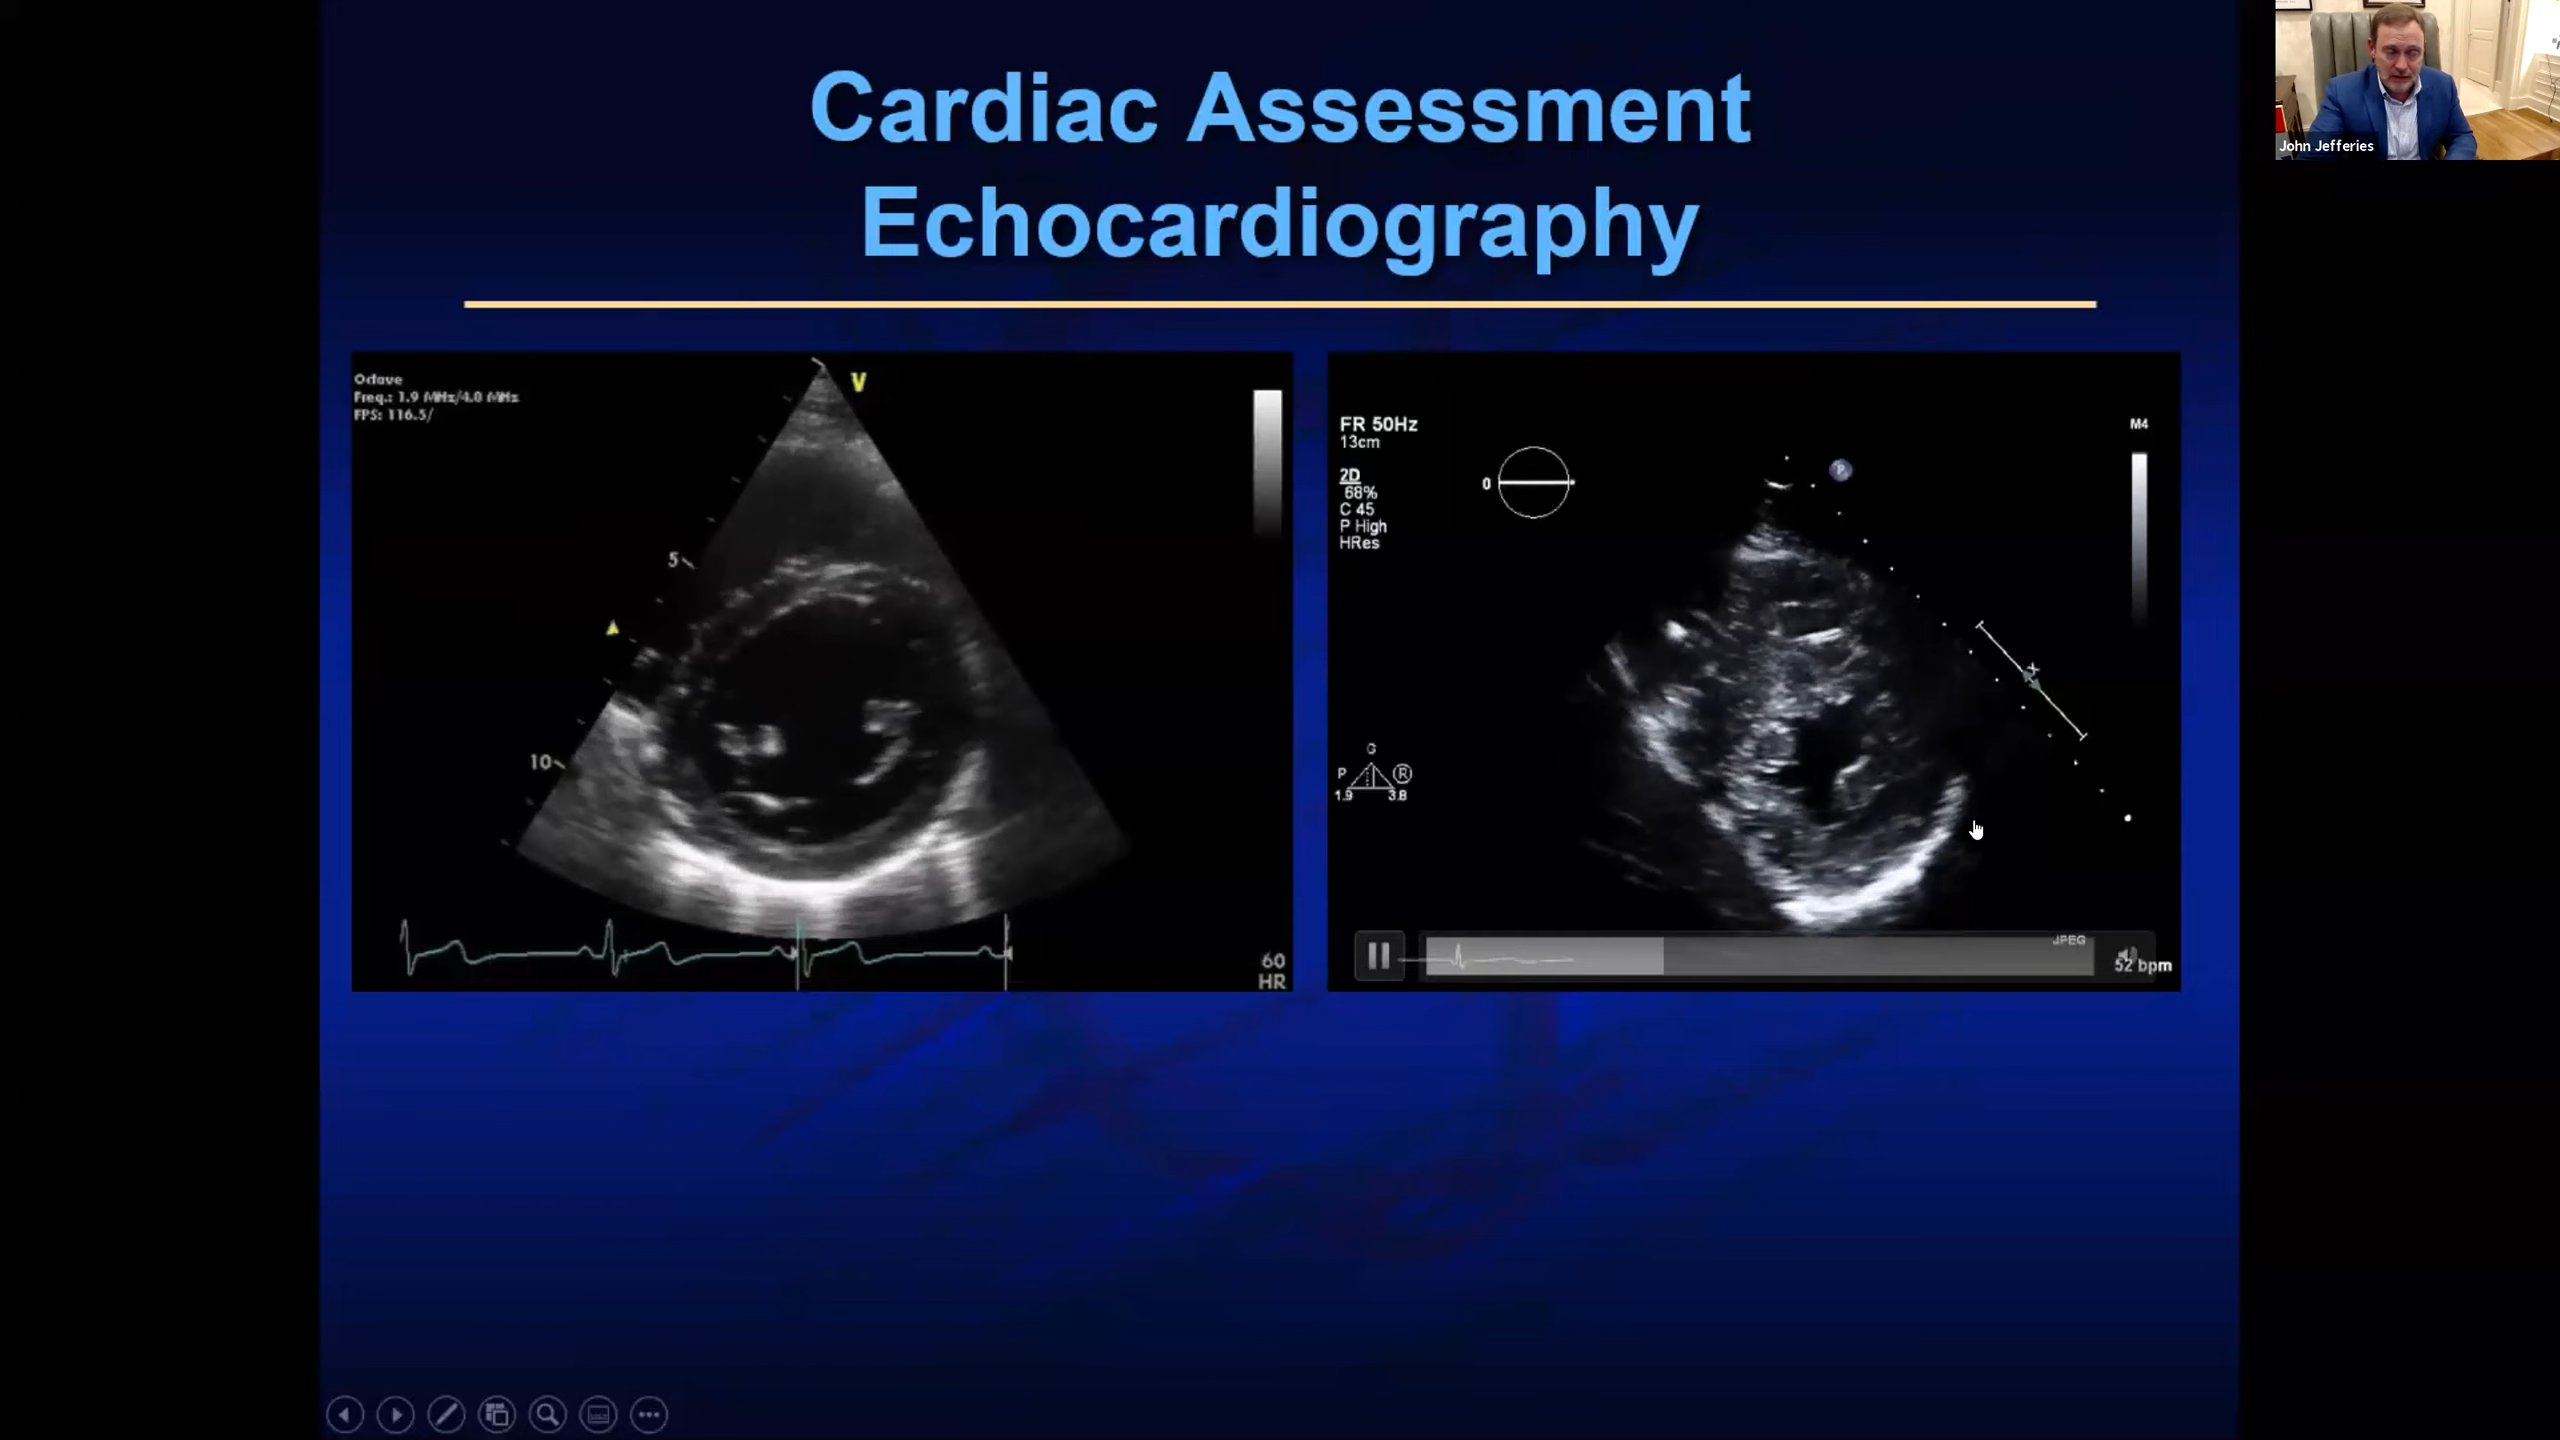 Cardiac Assessment
Echocardiography
John Jefferies
Octave
Freq.: 1.9 MHz/4.0 MHz
FPS: 116.5/
V
5
10
60
HR
FR 50Hz
13cm
2D
68%
C 45
P High
HRes
0
P
M4
G
P R
1.9 3.8
JPEG
52 bpm